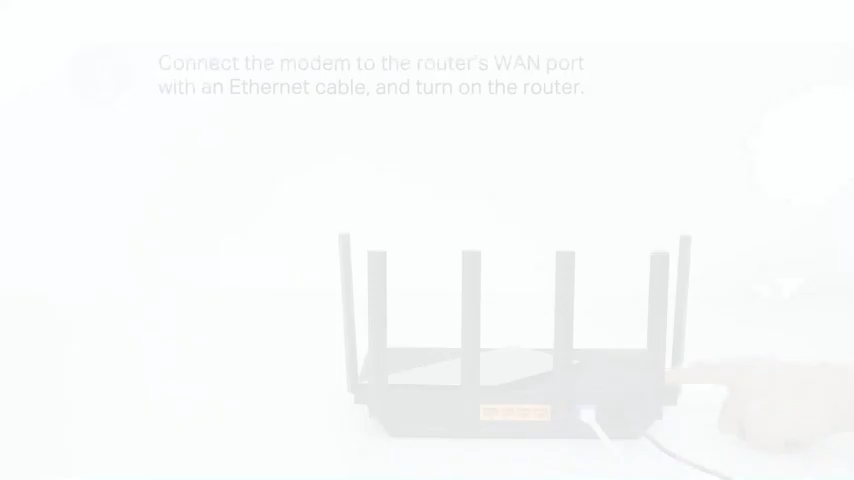 Connect the modem to the router's WAN port
with an Ethernet cable, and turn on the router.